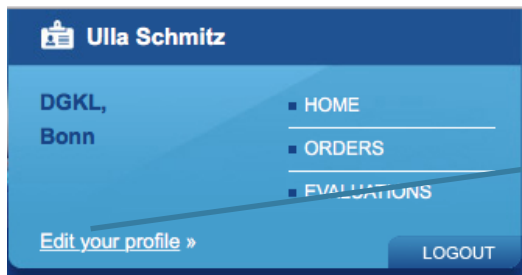 Ulla Schmitz
DGKL,
Bonn
HOME
ORDERS
EVALUATIONS
Edit your profile »
LOGOUT